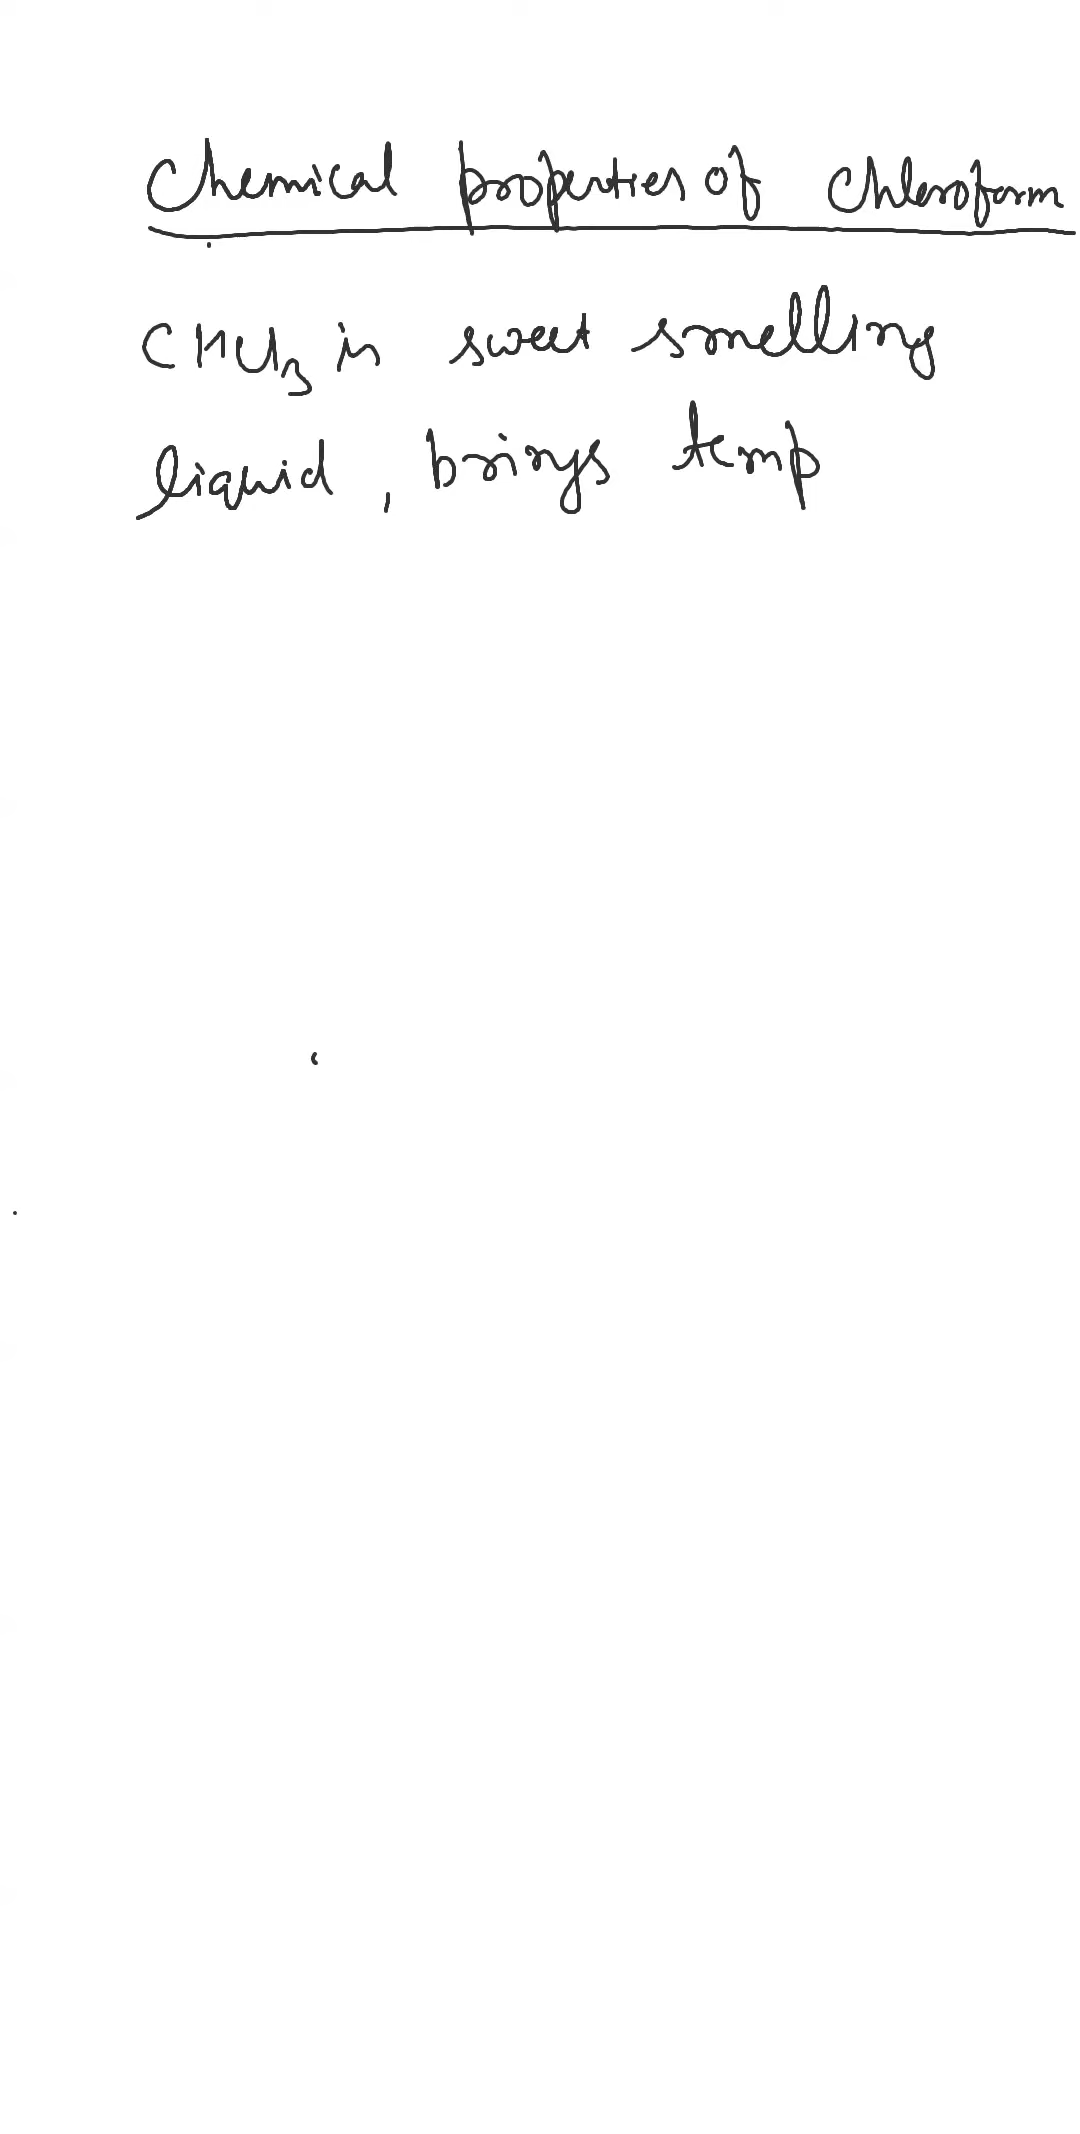 Chemical properties of Chloroform
CHCl3 is sweet smelling
liquid, brings temp